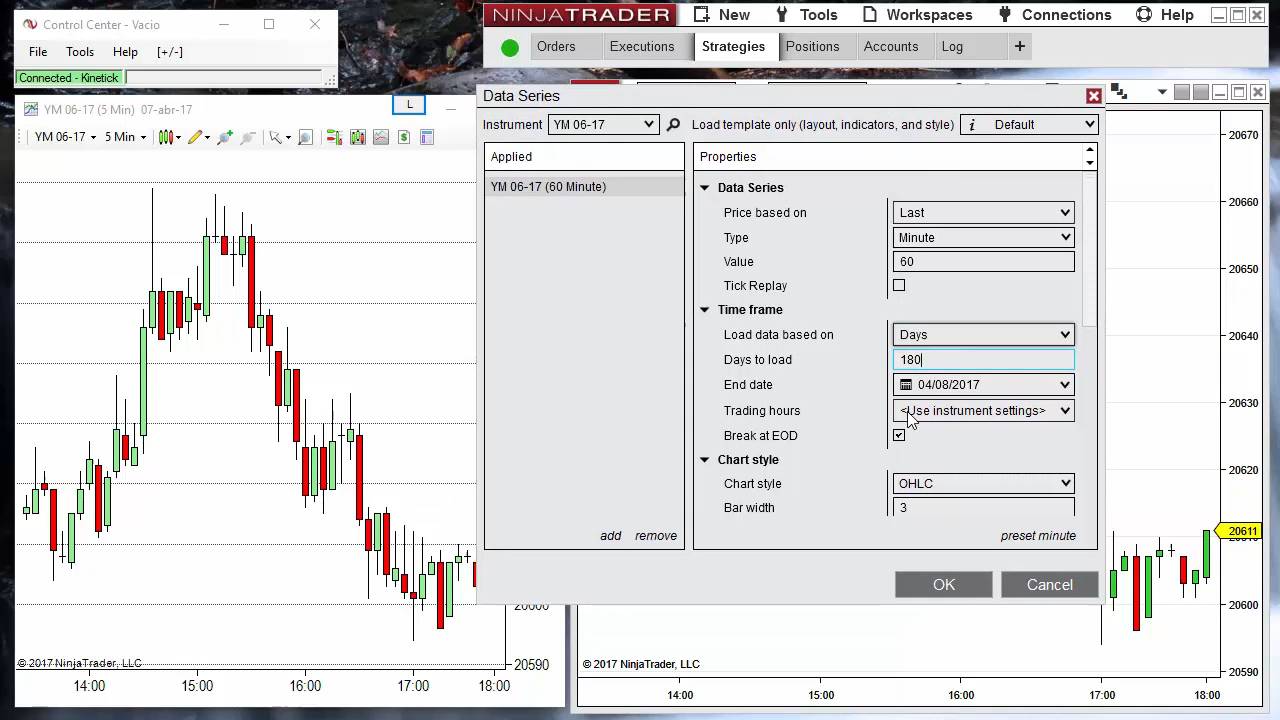 Control Center - Vacio
File Tools Help [+/-]
Connected - Kinetick
NINJATRADER New Tools Workspaces Connections Help
Orders Executions Strategies Positions Accounts Log +
YM 06-17 (5 Min) 07-abr-17
L
YM 06-17 5 Min
Data Series
Instrument YM 06-17 Load template only (layout, indicators, and style) i Default
Applied
YM 06-17 (60 Minute)
add remove
Properties
Data Series
Price based on Last
Type Minute
Value 60
Tick Replay
Time frame
Load data based on Days
Days to load 180
End date 04/08/2017
Trading hours <Use instrument settings>
Break at EOD
Chart style
Chart style OHLC
Bar width 3
preset minute
OK Cancel
20670
20660
20650
20640
20630
20620
20611
20600
20590
20600
20590
© 2017 NinjaTrader, LLC
14:00 15:00 16:00 17:00 18:00
© 2017 NinjaTrader, LLC
14:00 15:00 16:00 17:00 18:00